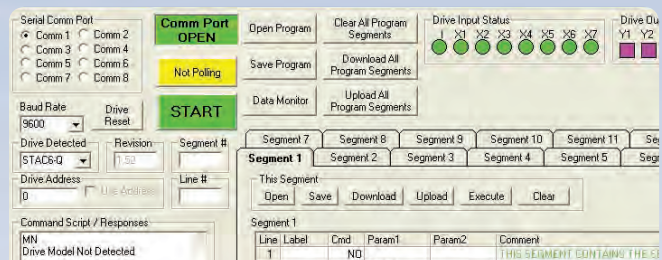 Serial Comm Port
Comm 1 Comm 2
Comm 3 Comm 4
Comm 5 Comm 6
Comm 7 Comm 8
Comm Port
OPEN
Not Polling
START
Open Program
Save Program
Data Monitor
Clear All Program
Segments
Download All
Program Segments
Upload All
Program Segments
Drive Input Status
I X1 X2 X3 X4 X5 X6 X7
Drive Ou
Y1 Y2
Baud Rate
9600
Drive
Reset
Drive Detected
STAC6-Q
Revision
1.52
Segment #
Drive Address
0
Use Address
Line #
Command Script / Responses
MN
Drive Model Not Detected
Segment 7 Segment 8 Segment 9 Segment 10 Segment 11 Se
Segment 1 Segment 2 Segment 3 Segment 4 Segment 5 Seg
This Segment
Open Save Download Upload Execute Clear
Segment 1
Line Label Cmd Param1 Param2 Comment
1 NO THIS SEGMENT CONTAINS THE S